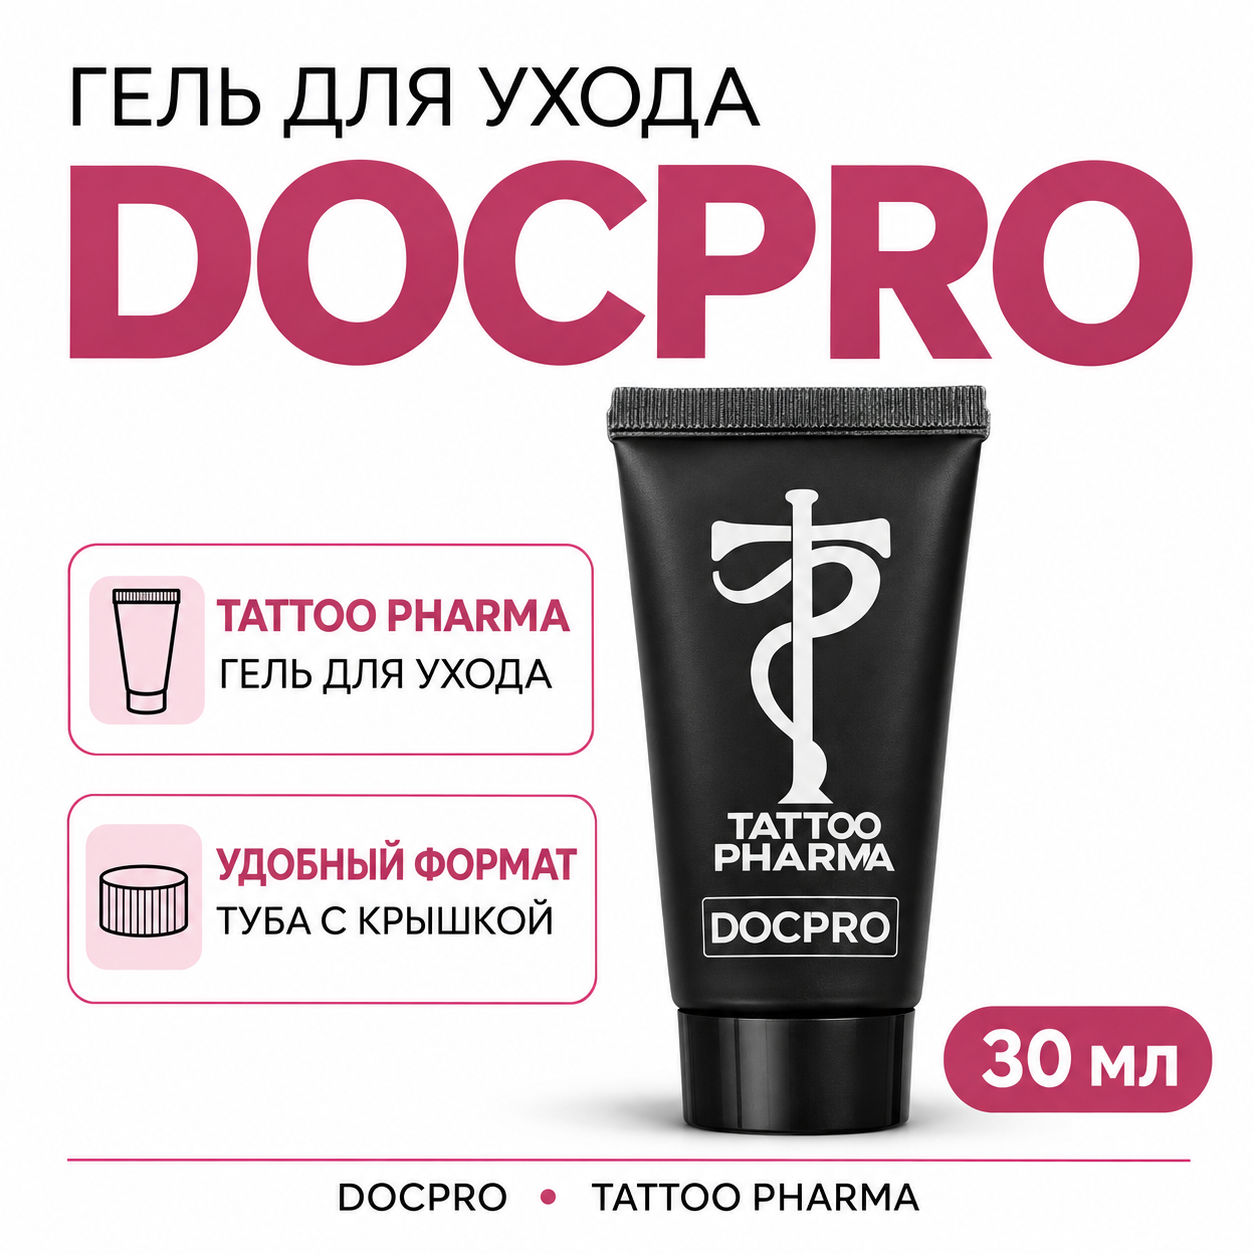 ГЕЛЬ ДЛЯ УХОДА
DOCPRO
TATTOO PHARMA
ГЕЛЬ ДЛЯ УХОДА
УДОБНЫЙ ФОРМАТ
ТУБА С КРЫШКОЙ
TATTOO
PHARMA
DOCPRO
30 мл
DOCPRO • TATTOO PHARMA